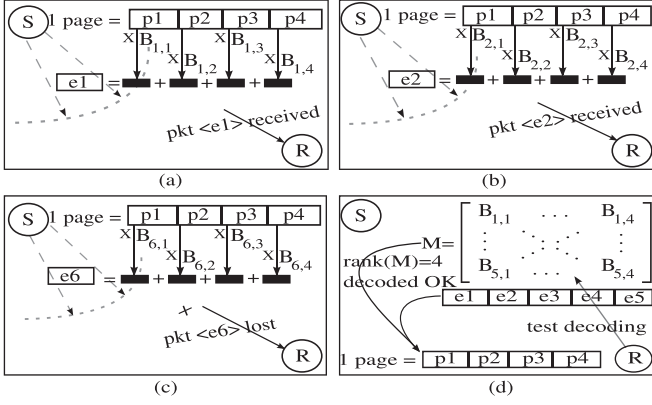 S 1 page = p1 p2 p3 p4
X B1,1 B1,2 B1,3 B1,4
e1 = + + +
pkt <e1> received
R
(a)
S 1 page = p1 p2 p3 p4
X B2,1 B2,2 B2,3 B2,4
e2 = + + +
pkt <e2> received
R
(b)
S 1 page = p1 p2 p3 p4
X B6,1 X B6,2 B6,3 X B6,4
e6 = + + +
+
pkt <e6> lost
R
(c)
S
B1,1 ... B1,4
M=
rank(M)=4
B5,1 ... B5,4
decoded OK
e1 e2 e3 e4 e5
test decoding
1 page = p1 p2 p3 p4
R
(d)